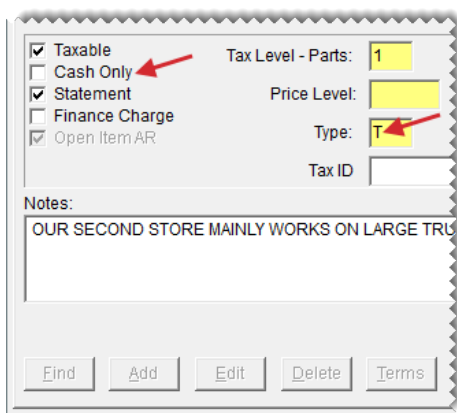 Taxable
Cash Only
Statement
Finance Charge
Open Item AR
Tax Level - Parts: 1
Price Level:
Type: T
Tax ID
Notes:
OUR SECOND STORE MAINLY WORKS ON LARGE
Find Add Edit Delete Terms